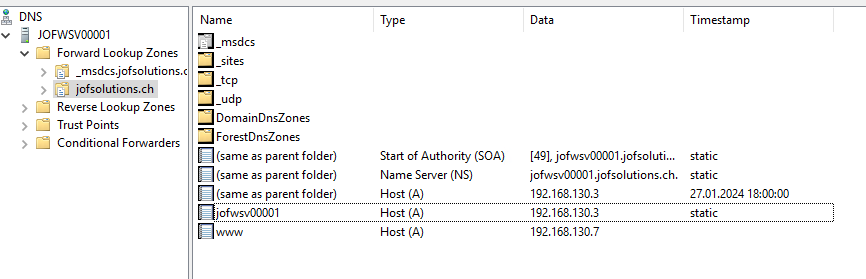 DNS
JOFWSV00001
Forward Lookup Zones
_msdcs.jofsolutions.c
jofsolutions.ch
Reverse Lookup Zones
Trust Points
Conditional Forwarders
Name Type Data Timestamp
_msdcs
_sites
_tcp
_udp
DomainDnsZones
ForestDnsZones
(same as parent folder) Start of Authority (SOA) [49], jofwsv00001.jofsoluti... static
(same as parent folder) Name Server (NS) jofwsv00001.jofsolutions.ch. static
(same as parent folder) Host (A) 192.168.130.3 27.01.2024 18:00:00
jofwsv00001 Host (A) 192.168.130.3 static
www Host (A) 192.168.130.7